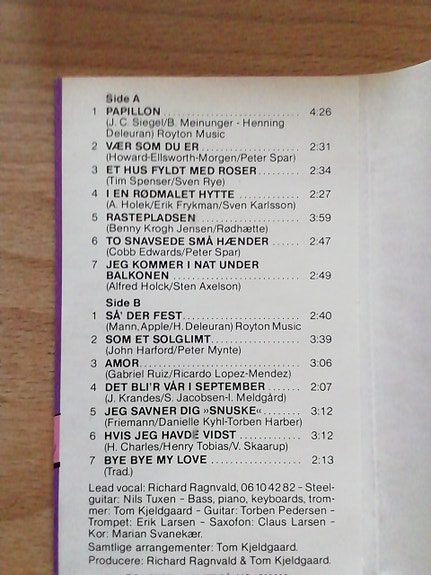 Side A
1 PAPILLON .................... 4:26
(J. C. Siegel/B. Meinunger - Henning
Deleuran) Royton Music
2 VÆR SOM DU ER ............. 2:31
(Howard-Ellsworth-Morgen/Peter Spar)
3 ET HUS FYLDT MED ROSER ........ 2:34
(Tim Spenser/Sven Rye)
4 I EN RØDMALET HYTTE ........... 2:27
(A. Holek/Erik Frykman/Sven Karlsson)
5 RASTEPLADSEN ............... 3:59
(Benny Krogh Jensen/Rødhætte)
6 TO SNAVSEDE SMÅ HÆNDER ...... 2:47
(Cobb Edwards/Peter Spar)
7 JEG KOMMER I NAT UNDER
BALKONEN ................... 2:49
(Alfred Holck/Sten Axelson)
Side B
1 SÅ' DER FEST ................. 2:40
(Mann, Apple/H. Deleuran) Royton Music
2 SOM ET SOLGLIMT .............. 3:39
(John Harford/Peter Mynte)
3 AMOR ....................... 3:06
(Gabriel Ruiz/Ricardo Lopez-Mendez)
4 DET BLI'R VÅR I SEPTEMBER ....... 2:07
(J. Krandes/S. Jacobsen-I. Meldgård)
5 JEG SAVNER DIG »SNUSKE« ........ 3:12
(Friemann/Danielle Kyhl-Torben Harber)
6 HVIS JEG HAVDE VIDST ........... 3:12
(H. Charles/Henry Tobias/V. Skaarup)
7 BYE BYE MY LOVE ............... 2:13
(Trad.)
Lead vocal: Richard Ragnvald, 06 10 42 82 – Steel-
guitar: Nils Tuxen – Bass, piano, keyboards, trom-
mer: Tom Kjeldgaard – Guitar: Torben Pedersen –
Trompet: Erik Larsen – Saxofon: Claus Larsen –
Kor: Marian Svanekær.
Samtlige arrangementer: Tom Kjeldgaard.
Producere: Richard Ragnvald & Tom Kjeldgaard.